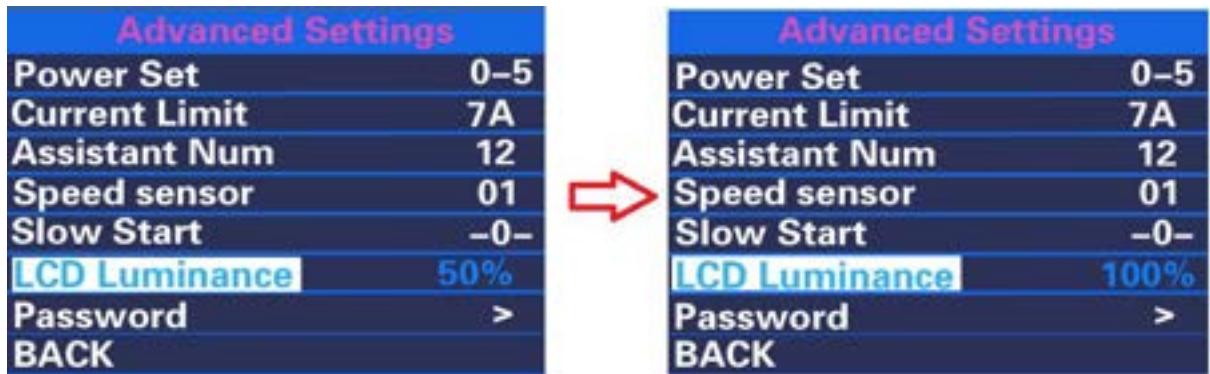 Advanced Settings
Power Set 0–5
Current Limit 7A
Assistant Num 12
Speed sensor 01
Slow Start –0–
LCD Luminance 50%
Password >
BACK
Advanced Settings
Power Set 0–5
Current Limit 7A
Assistant Num 12
Speed sensor 01
Slow Start –0–
LCD Luminance 100%
Password >
BACK